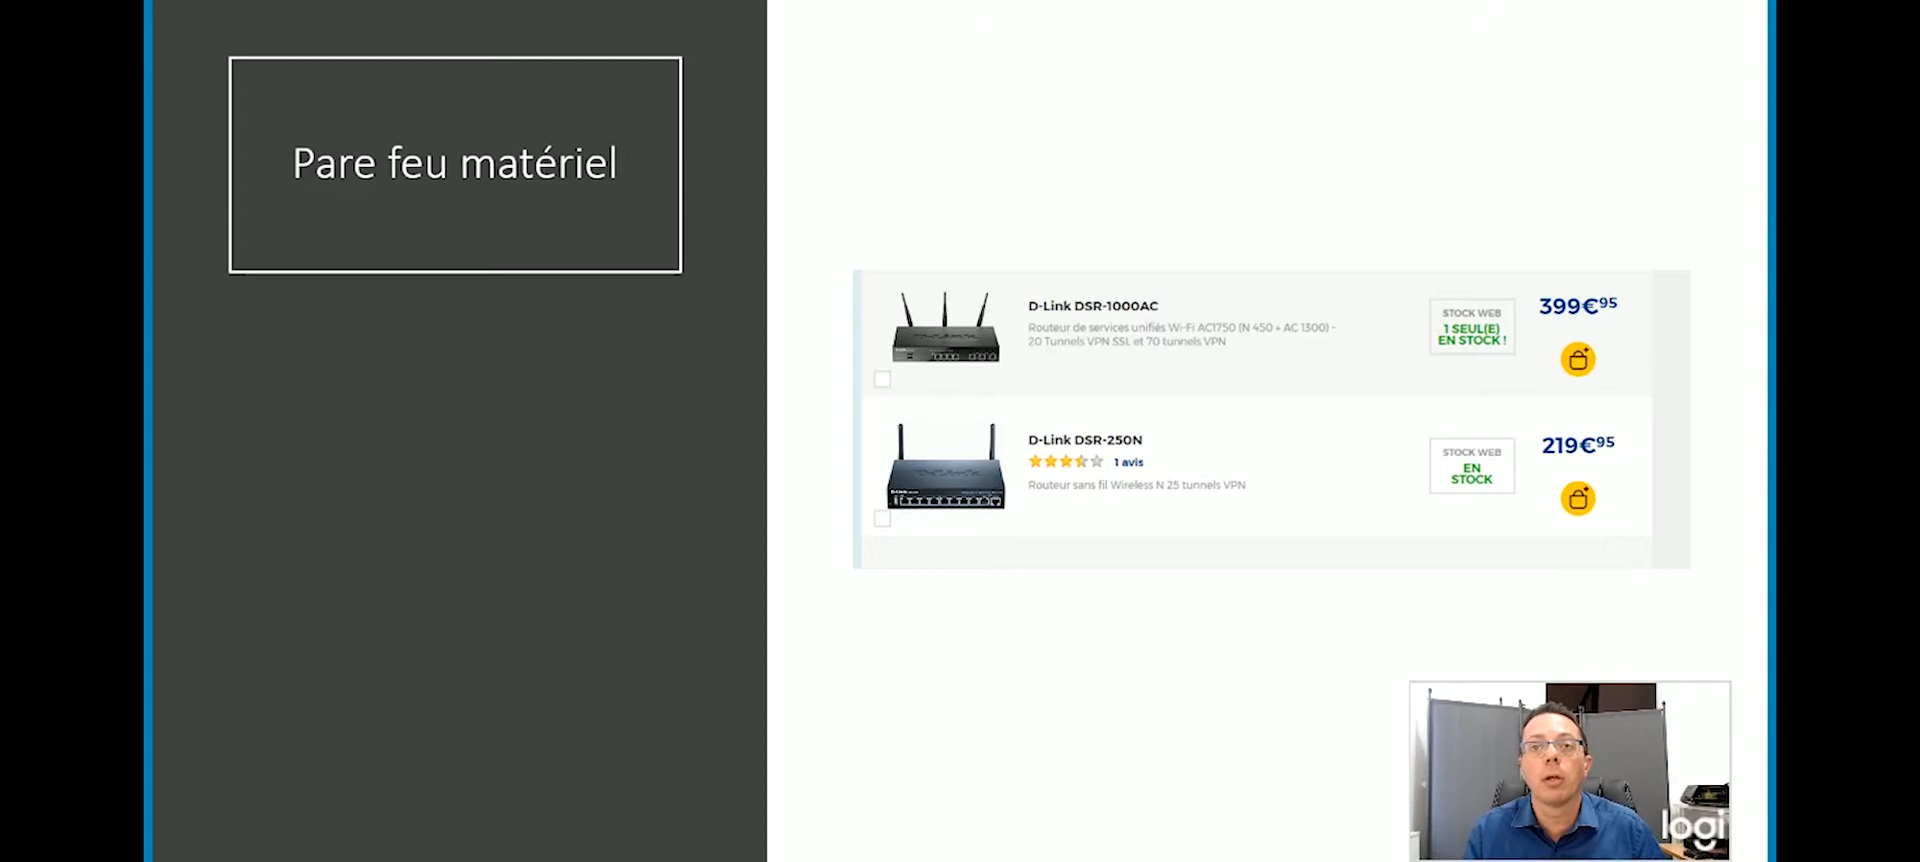 Pare feu matériel
D-Link DSR-1000AC
Routeur de services unifiés Wi-Fi AC1750 (N 450 + AC 1300) -
20 Tunnels VPN SSL et 70 tunnels VPN
STOCK WEB
1 SEUL(E)
EN STOCK !
399€95
D-Link DSR-250N
1 avis
Routeur sans fil Wireless N 25 tunnels VPN
STOCK WEB
EN
STOCK
219€95
D-Link
logi